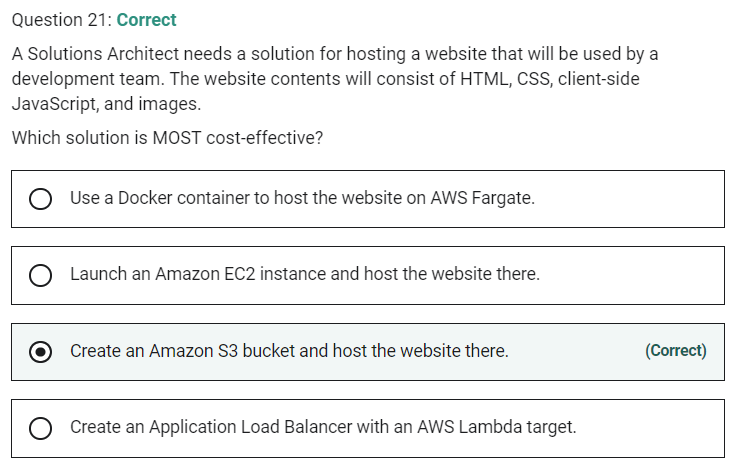 Question 21: Correct
A Solutions Architect needs a solution for hosting a website that will be used by a
development team. The website contents will consist of HTML, CSS, client-side
JavaScript, and images.
Which solution is MOST cost-effective?
Use a Docker container to host the website on AWS Fargate.
Launch an Amazon EC2 instance and host the website there.
Create an Amazon S3 bucket and host the website there. (Correct)
Create an Application Load Balancer with an AWS Lambda target.